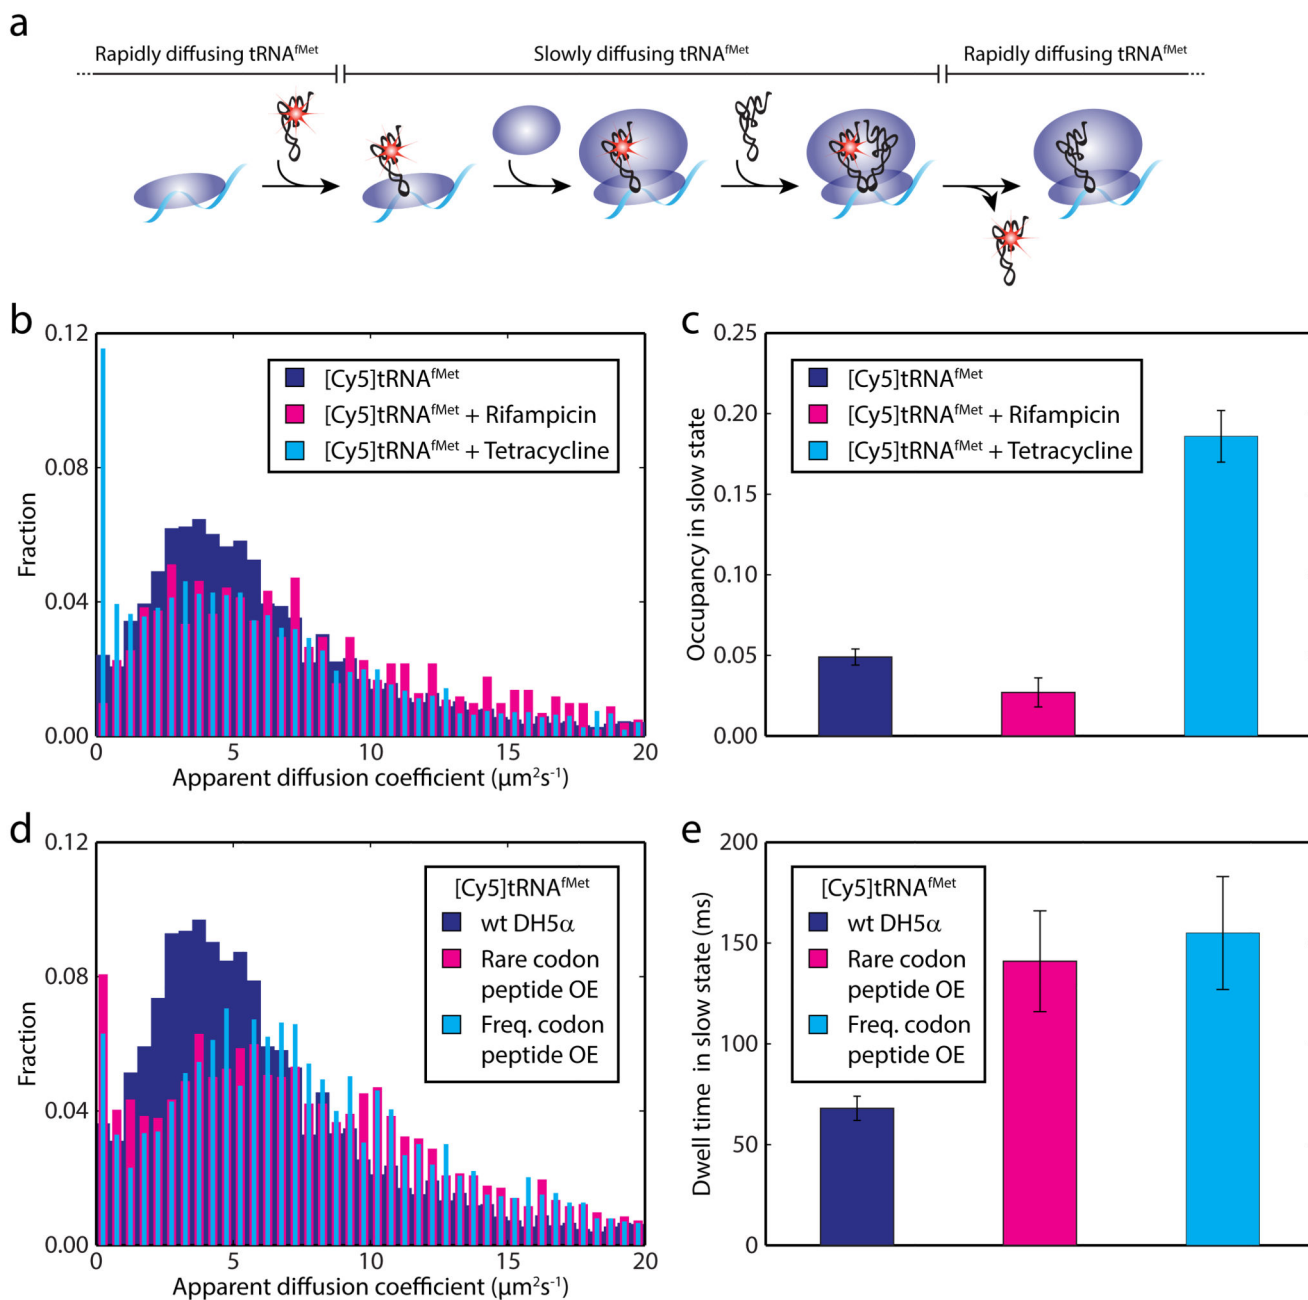 a
Rapidly diffusing tRNAfMet
Slowly diffusing tRNAfMet
Rapidly diffusing tRNAfMet
b
0.12
0.08
0.04
0.00
Fraction
[Cy5]tRNAfMet
[Cy5]tRNAfMet + Rifampicin
[Cy5]tRNAfMet + Tetracycline
0
5
10
15
20
Apparent diffusion coefficient (μm2s-1)
c
0.25
0.20
0.15
0.10
0.05
0.00
Occupancy in slow state
[Cy5]tRNAfMet
[Cy5]tRNAfMet + Rifampicin
[Cy5]tRNAfMet + Tetracycline
d
0.12
0.08
0.04
0.00
Fraction
[Cy5]tRNAfMet
wt DH5α
Rare codon
peptide OE
Freq. codon
peptide OE
0
5
10
15
20
Apparent diffusion coefficient (μm2s-1)
e
200
150
100
50
0
Dwell time in slow state (ms)
[Cy5]tRNAfMet
wt DH5α
Rare codon
peptide OE
Freq. codon
peptide OE